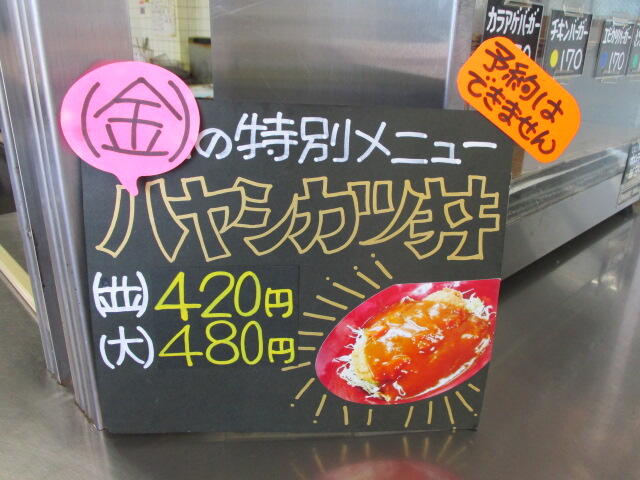 (金)の特別メニュー
予約は
できません
ハヤシカツ丼
(並)420円
(大)480円
カラアゲバーガー
チキンバーガー
170
170